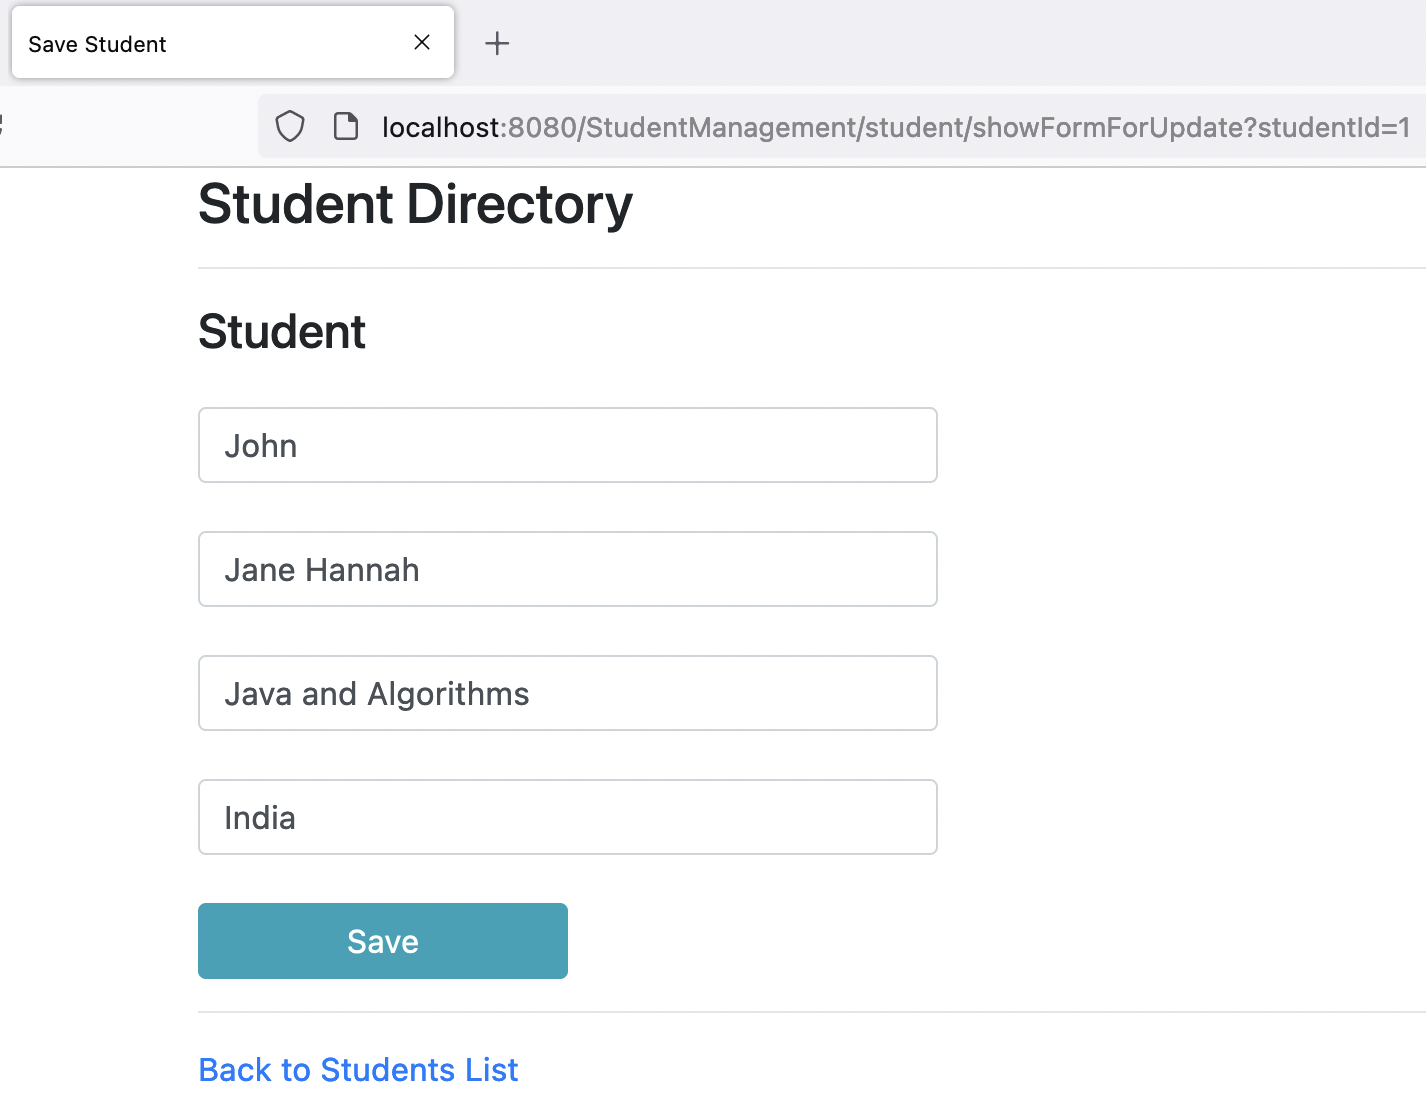 Save Student
localhost:8080/StudentManagement/student/showFormForUpdate?studentId=1
Student Directory
Student
John
Jane Hannah
Java and Algorithms
India
Save
Back to Students List